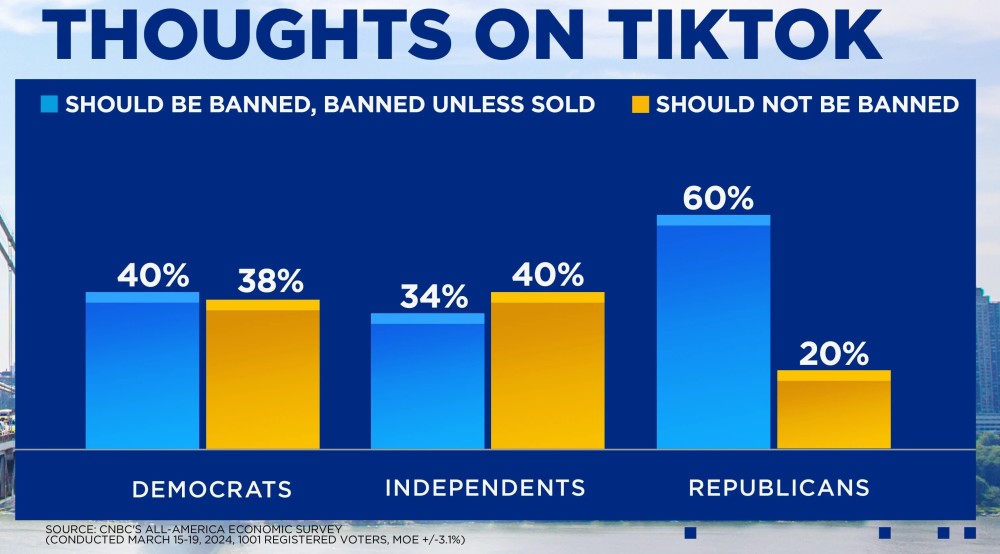 THOUGHTS ON TIKTOK
SHOULD BE BANNED, BANNED UNLESS SOLD
SHOULD NOT BE BANNED
40%
38%
34%
40%
60%
20%
DEMOCRATS
INDEPENDENTS
REPUBLICANS
SOURCE: CNBC'S ALL-AMERICA ECONOMIC SURVEY
(CONDUCTED MARCH 15-19, 2024, 1001 REGISTERED VOTERS, MOE +/-3.1%)